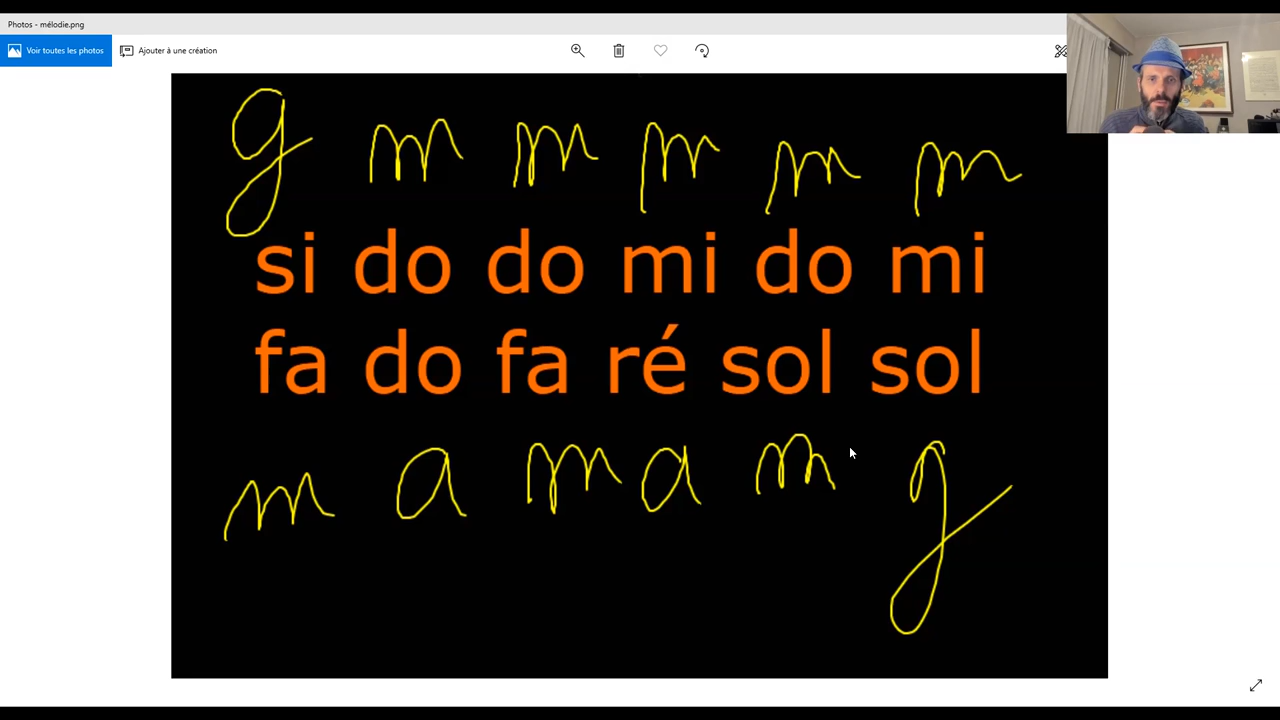 Photos - mélodie.png
Voir toutes les photos
Ajouter à une création
g m m m m m
si do do mi do mi
fa do fa ré sol sol
m a m a m g